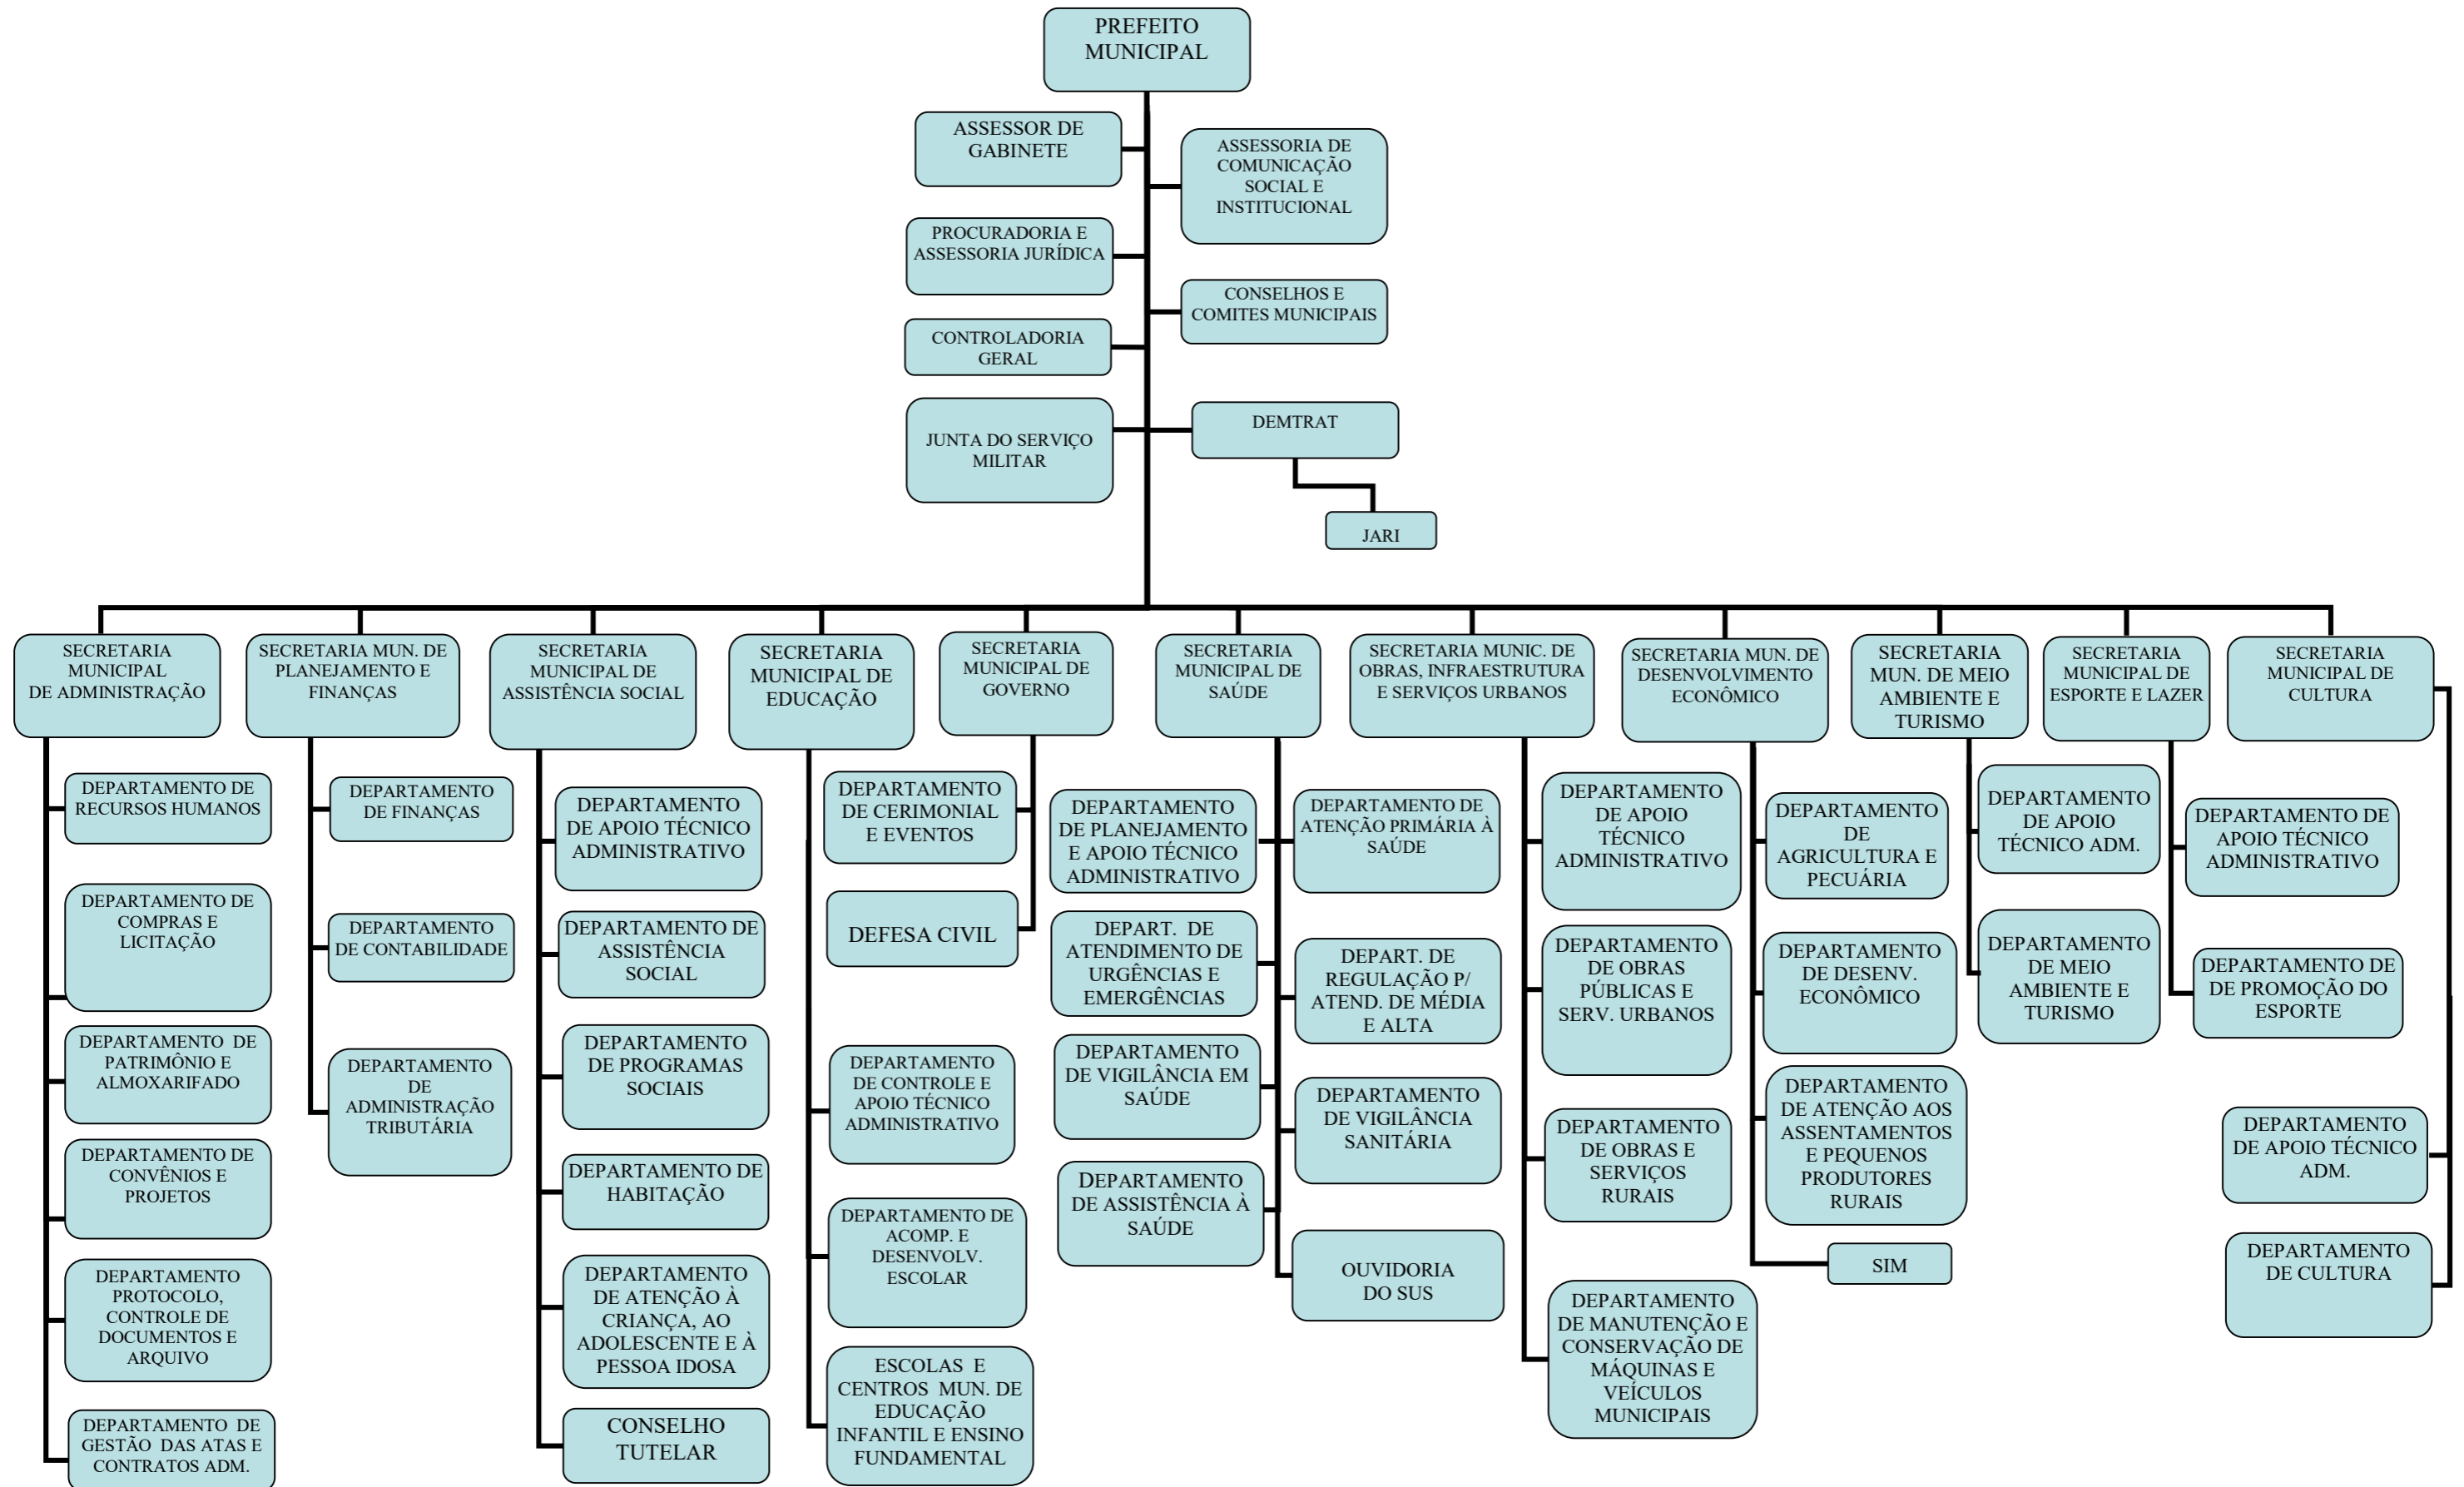 PREFEITO
MUNICIPAL
ASSESSOR DE
GABINETE
ASSESSORIA DE
COMUNICAÇÃO
SOCIAL E
INSTITUCIONAL
PROCURADORIA E
ASSESSORIA JURÍDICA
CONSELHOS E
COMITES MUNICIPAIS
CONTROLADORIA
GERAL
JUNTA DO SERVIÇO
MILITAR
DEMTRAT
JARI
SECRETARIA
MUNICIPAL
DE ADMINISTRAÇÃO
SECRETARIA MUN. DE
PLANEJAMENTO E
FINANÇAS
SECRETARIA
MUNICIPAL DE
ASSISTÊNCIA SOCIAL
SECRETARIA
MUNICIPAL DE
EDUCAÇÃO
SECRETARIA
MUNICIPAL DE
GOVERNO
SECRETARIA
MUNICIPAL DE
SAÚDE
SECRETARIA MUNIC. DE
OBRAS, INFRAESTRUTURA
E SERVIÇOS URBANOS
SECRETARIA MUN. DE
DESENVOLVIMENTO
ECONÔMICO
SECRETARIA
MUN. DE MEIO
AMBIENTE E
TURISMO
SECRETARIA
MUNICIPAL DE
ESPORTE E LAZER
SECRETARIA
MUNICIPAL DE
CULTURA
DEPARTAMENTO DE
RECURSOS HUMANOS
DEPARTAMENTO DE
COMPRAS E
LICITAÇÃO
DEPARTAMENTO DE
PATRIMÔNIO E
ALMOXARIFADO
DEPARTAMENTO DE
CONVÊNIOS E
PROJETOS
DEPARTAMENTO
PROTOCOLO,
CONTROLE DE
DOCUMENTOS E
ARQUIVO
DEPARTAMENTO DE
GESTÃO DAS ATAS E
CONTRATOS ADM.
DEPARTAMENTO
DE FINANÇAS
DEPARTAMENTO
DE CONTABILIDADE
DEPARTAMENTO
DE
ADMINISTRAÇÃO
TRIBUTÁRIA
DEPARTAMENTO
DE APOIO TÉCNICO
ADMINISTRATIVO
DEPARTAMENTO DE
ASSISTÊNCIA
SOCIAL
DEPARTAMENTO
DE PROGRAMAS
SOCIAIS
DEPARTAMENTO DE
HABITAÇÃO
DEPARTAMENTO
DE ATENÇÃO À
CRIANÇA, AO
ADOLESCENTE E À
PESSOA IDOSA
CONSELHO
TUTELAR
DEPARTAMENTO
DE CERIMONIAL
E EVENTOS
DEFESA CIVIL
DEPARTAMENTO
DE CONTROLE E
APOIO TÉCNICO
ADMINISTRATIVO
DEPARTAMENTO DE
ACOMP. E
DESENVOLV.
ESCOLAR
ESCOLAS E
CENTROS MUN. DE
EDUCAÇÃO
INFANTIL E ENSINO
FUNDAMENTAL
DEPARTAMENTO
DE PLANEJAMENTO
E APOIO TÉCNICO
ADMINISTRATIVO
DEPART. DE
ATENDIMENTO DE
URGÊNCIAS E
EMERGÊNCIAS
DEPARTAMENTO
DE VIGILÂNCIA EM
SAÚDE
DEPARTAMENTO
DE ASSISTÊNCIA À
SAÚDE
DEPARTAMENTO DE
ATENÇÃO PRIMÁRIA À
SAÚDE
DEPART. DE
REGULAÇÃO P/
ATEND. DE MÉDIA
E ALTA
DEPARTAMENTO
DE VIGILÂNCIA
SANITÁRIA
OUVIDORIA
DO SUS
DEPARTAMENTO
DE APOIO
TÉCNICO
ADMINISTRATIVO
DEPARTAMENTO
DE OBRAS
PÚBLICAS E
SERV. URBANOS
DEPARTAMENTO
DE OBRAS E
SERVIÇOS
RURAIS
DEPARTAMENTO
DE MANUTENÇÃO E
CONSERVAÇÃO DE
MÁQUINAS E
VEÍCULOS
MUNICIPAIS
DEPARTAMENTO
DE
AGRICULTURA E
PECUÁRIA
DEPARTAMENTO
DE DESENV.
ECONÔMICO
DEPARTAMENTO
DE ATENÇÃO AOS
ASSENTAMENTOS
E PEQUENOS
PRODUTORES
RURAIS
SIM
DEPARTAMENTO
DE APOIO
TÉCNICO ADM.
DEPARTAMENTO
DE MEIO
AMBIENTE E
TURISMO
DEPARTAMENTO DE
APOIO TÉCNICO
ADMINISTRATIVO
DEPARTAMENTO DE
DE PROMOÇÃO DO
ESPORTE
DEPARTAMENTO
DE APOIO TÉCNICO
ADM.
DEPARTAMENTO
DE CULTURA